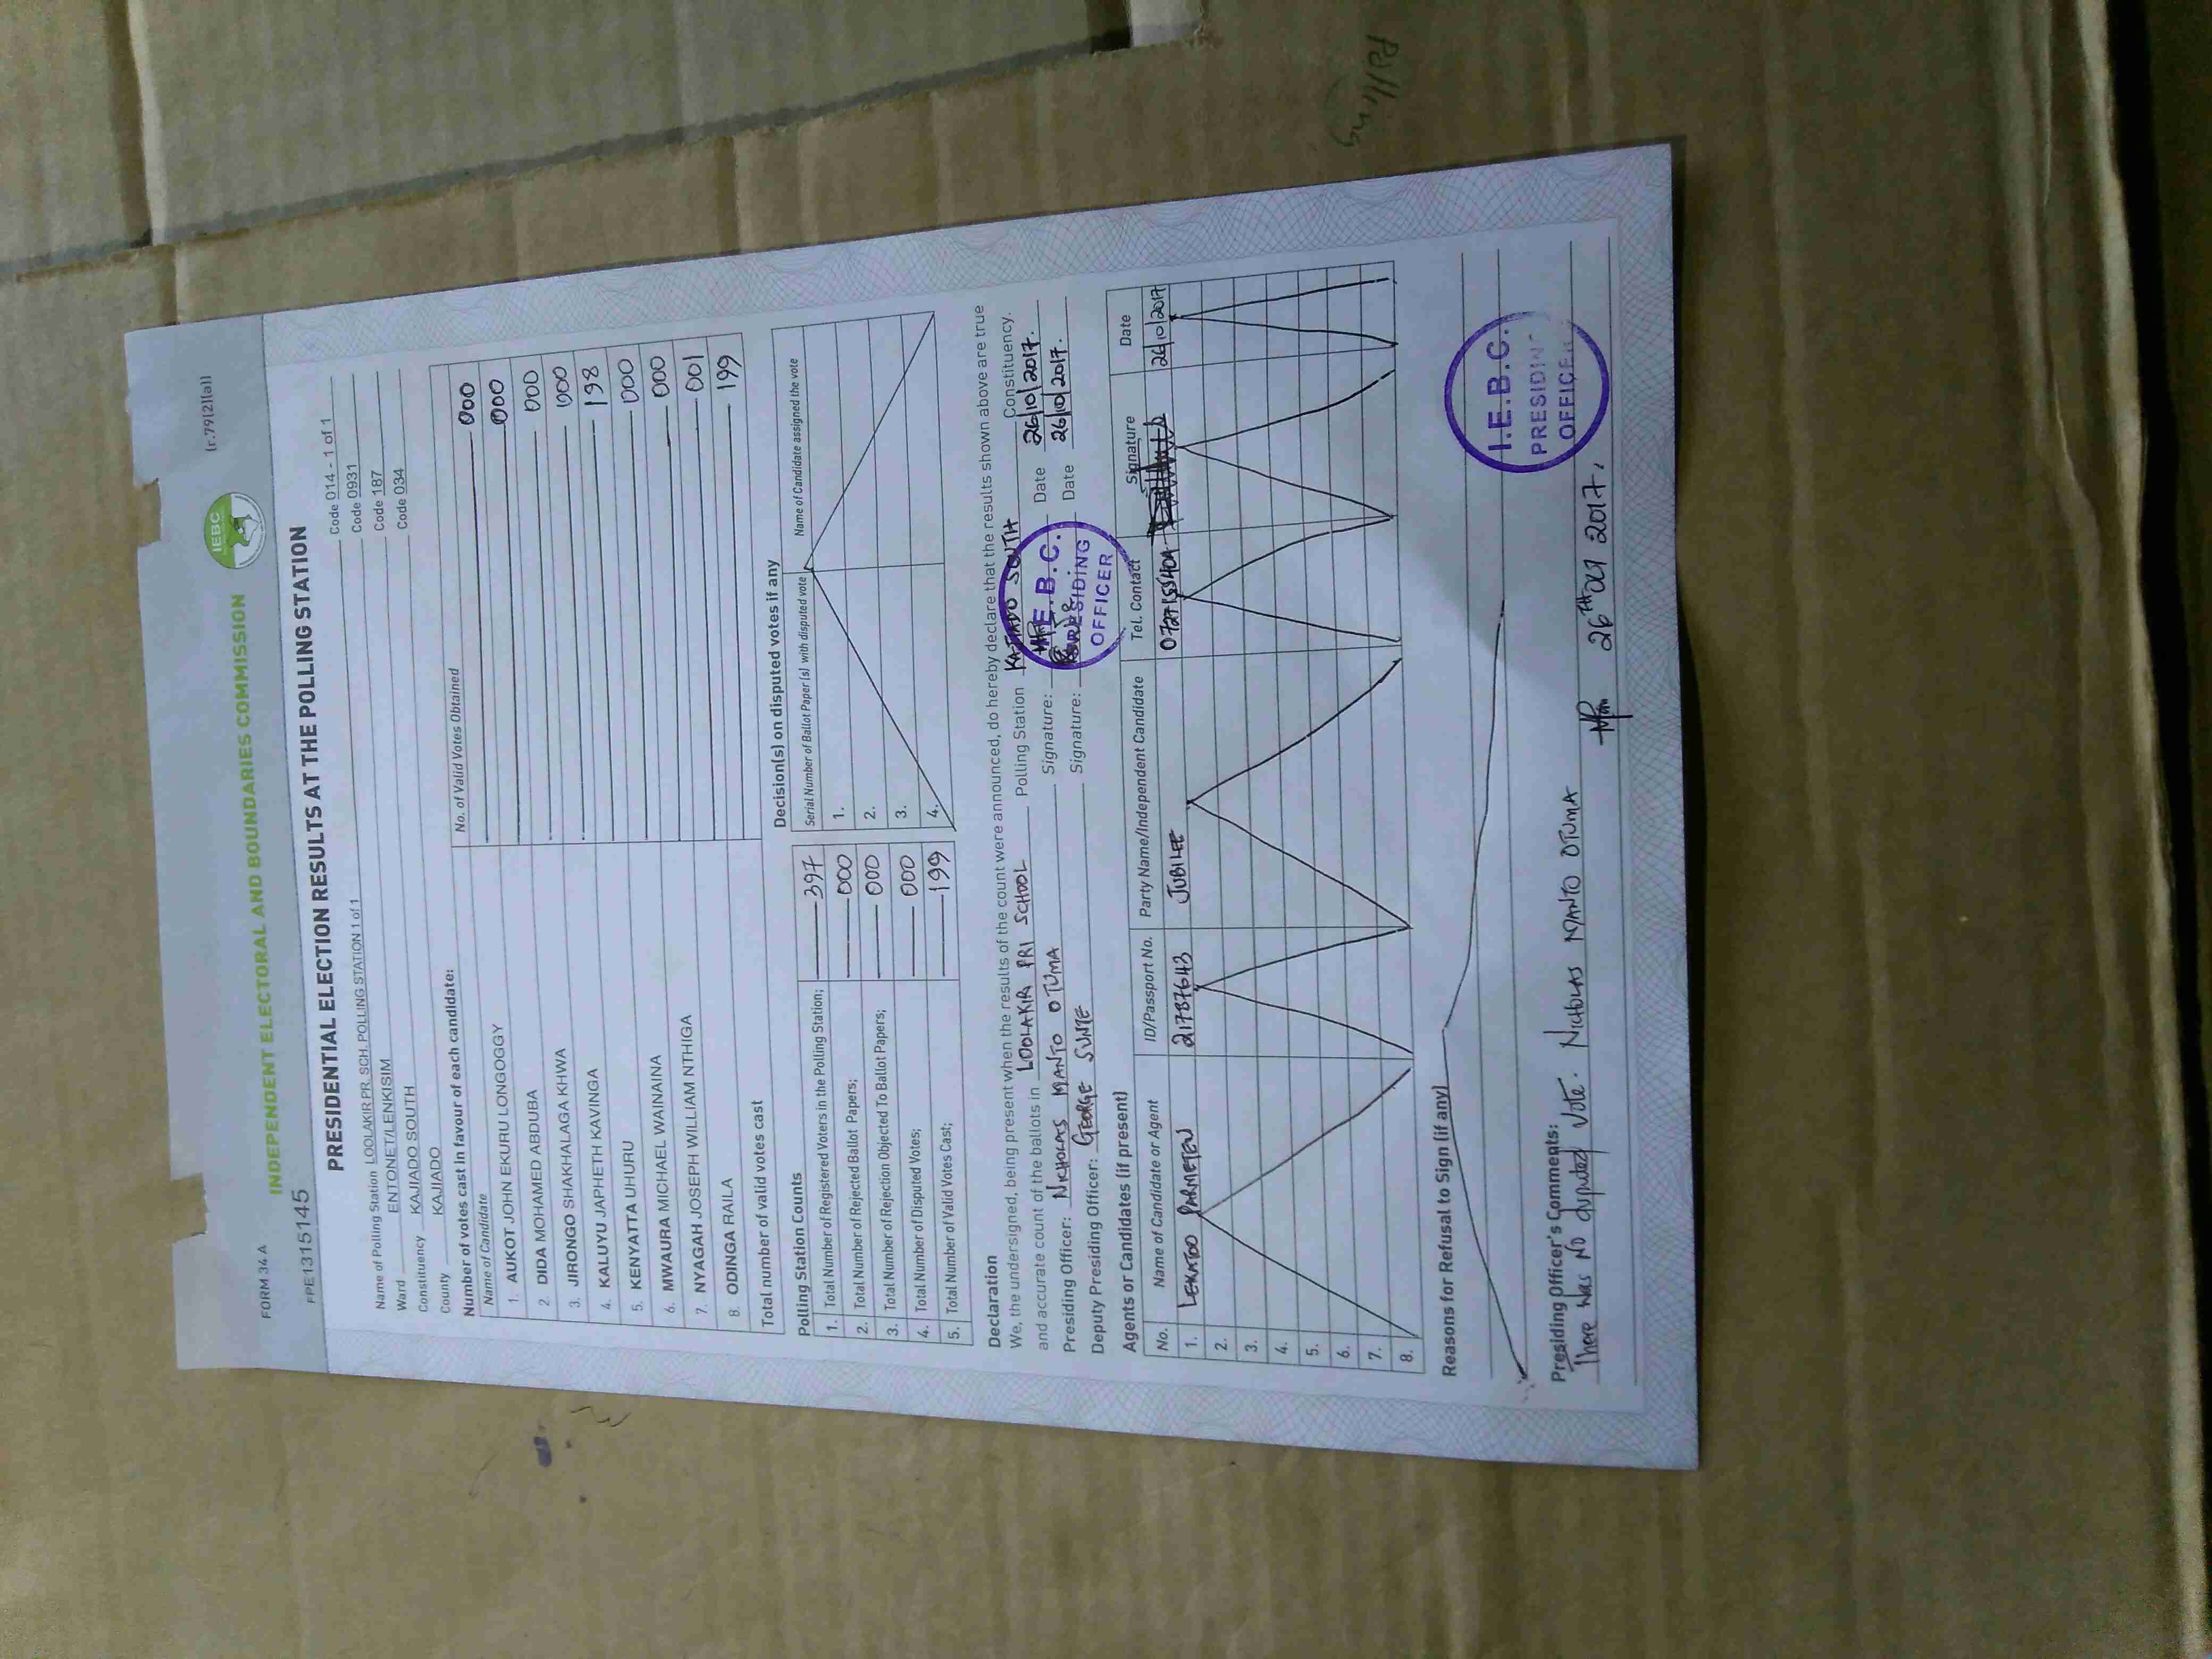 FORM 34 A
(r.79(2)(a))
IEBC
INDEPENDENT ELECTORAL AND BOUNDARIES COMMISSION
PPE1315145
PRESIDENTIAL ELECTION RESULTS AT THE POLLING STATION
Name of Polling Station LOOLAKIR PR. SCH. POLLING STATION 1 of 1 Code 014 - 1 of 1
Ward ENTONET/LENKISIM Code 0931
Constituency KAJIADO SOUTH Code 187
County KAJIADO Code 034
Number of votes cast in favour of each candidate:
Name of Candidate No. of Valid Votes Obtained
1. AUKOT JOHN EKURU LONGOGGY 000
2. DIDA MOHAMED ABDUBA 000
3. JIRONGO SHAKHALAGA KHWA 000
4. KALUYU JAPHETH KAVINGA 000
5. KENYATTA UHURU 198
6. MWAURA MICHAEL WAINAINA 000
7. NYAGAH JOSEPH WILLIAM NTHIGA 000
8. ODINGA RAILA 001
Total number of valid votes cast 199
Polling Station Counts
1. Total Number of Registered Voters in the Polling Station; 397
2. Total Number of Rejected Ballot Papers; 000
3. Total Number of Rejection Objected To Ballot Papers; 000
4. Total Number of Disputed Votes; 000
5. Total Number of Valid Votes Cast; 199
Decision(s) on disputed votes if any
Serial Number of Ballot Paper (s) with disputed vote Name of Candidate assigned the vote
1.
2.
3.
4.
Declaration
We, the undersigned, being present when the results of the count were announced, do hereby declare that the results shown above are true
and accurate count of the ballots in LOOLAKIR PRI SCHOOL Polling Station KAJIADO SOUTH Constituency.
Presiding Officer: NICHOLAS MANTO OTUMA Signature: Date 26/10/2017.
Deputy Presiding Officer: GEORGE SUNTE Signature: Date 26/10/2017.
I.E.B.C.
PRESIDING
OFFICER
Agents or Candidates (if present)
No. Name of Candidate or Agent ID/Passport No. Party Name/Independent Candidate Tel. Contact Signature Date
1. LEKATOO PARMETEN 21787643 JUBILEE 26/10/2017
2.
3.
4.
5.
6.
7.
8.
Reasons for Refusal to Sign (if any)
Presiding Officer's Comments:
There was no disputed vote. NICHOLAS MANTO OTUMA 26TH OCT 2017.
I.E.B.C.
PRESIDING
OFFICER
Polling